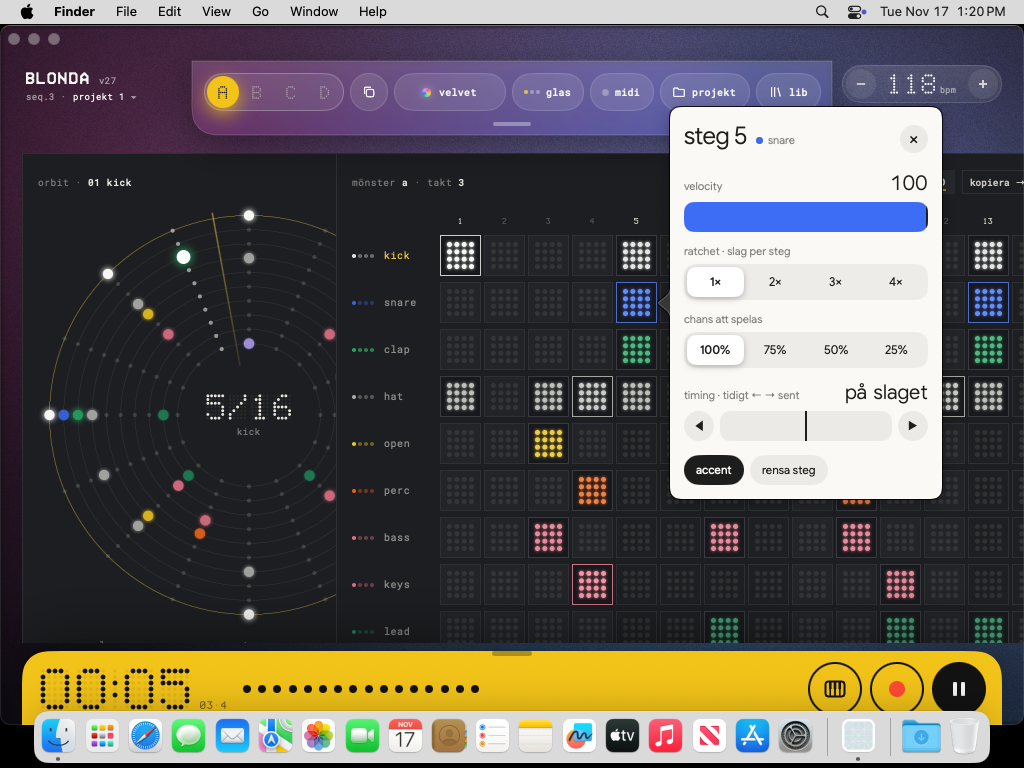 Finder File Edit View Go Window Help Tue Nov 17 1:20 PM
BLONDA v27
seq.3 · projekt 1
A B C D velvet glas midi projekt lib
− 118 bpm +
steg 5 snare ×
velocity 100
ratchet · slag per steg
1× 2× 3× 4×
chans att spelas
100% 75% 50% 25%
timing · tidigt ← → sent på slaget
accent rensa steg
orbit · 01 kick
5/16
kick
mönster a · takt 3
kopiera →
1 2 3 4 5 2 13
kick
snare
clap
hat
open
perc
bass
keys
lead
00:05 03 4
NOV
17
tv